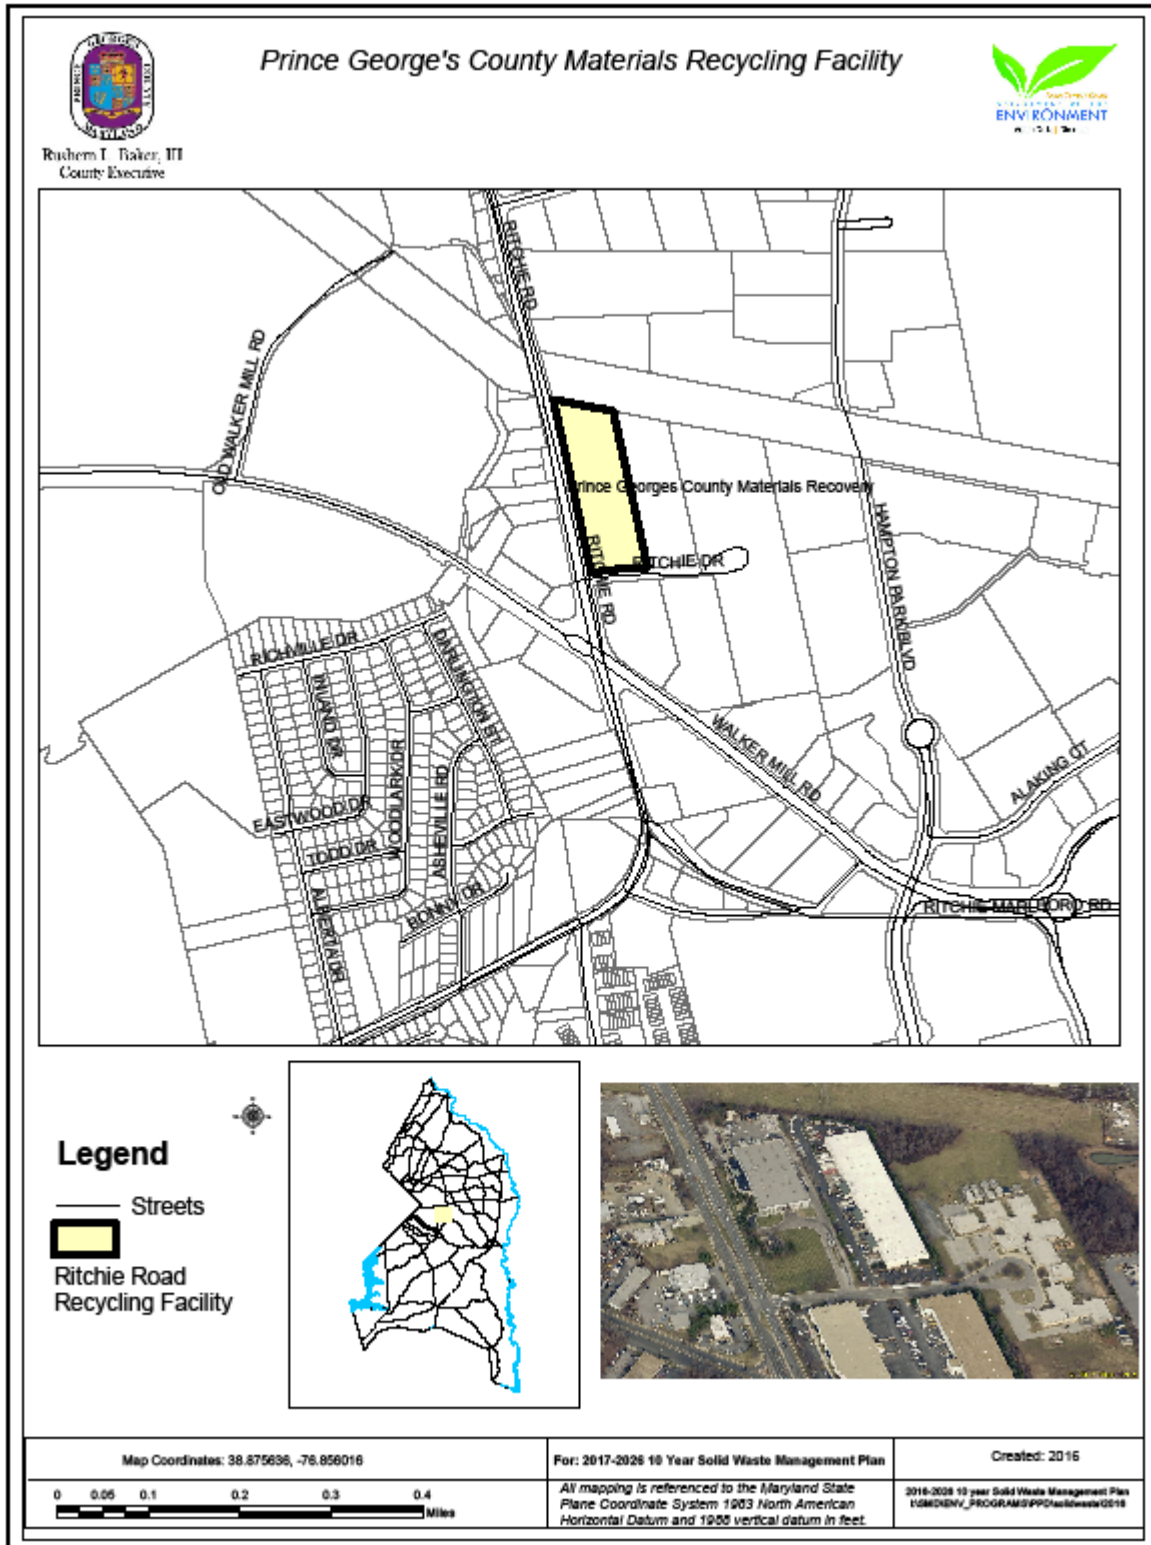 Prince George's County Materials Recycling Facility
GEORGE'S
PRINCE
COUNTY
MARYLAND
Rushern L. Baker, III
County Executive
ENVIRONMENT
RITCHIE RD
OLD WALKER MILL RD
Prince Georges County Materials Recovery
RITCHIE DR
RITCHIE RD
HAMPTON PARK BLVD
RICHVILLE DR
DARLINGTON ST
INLAND DR
WALKER MILL RD
ALAKING CT
EASTWOOD DR
WOODLARK DR
ASHEVILLE RD
TODD DR
ALBERTA DR
BONNY DR
RITCHIE MARLBORO RD
Legend
Streets
Ritchie Road
Recycling Facility
Map Coordinates: 38.875636, -76.856016
0 0.05 0.1 0.2 0.3 0.4
Miles
For: 2017-2026 10 Year Solid Waste Management Plan
All mapping is referenced to the Maryland State
Plane Coordinate System 1983 North American
Horizontal Datum and 1988 vertical datum in feet.
Created: 2016
2016-2026 10 year Solid Waste Management Plan